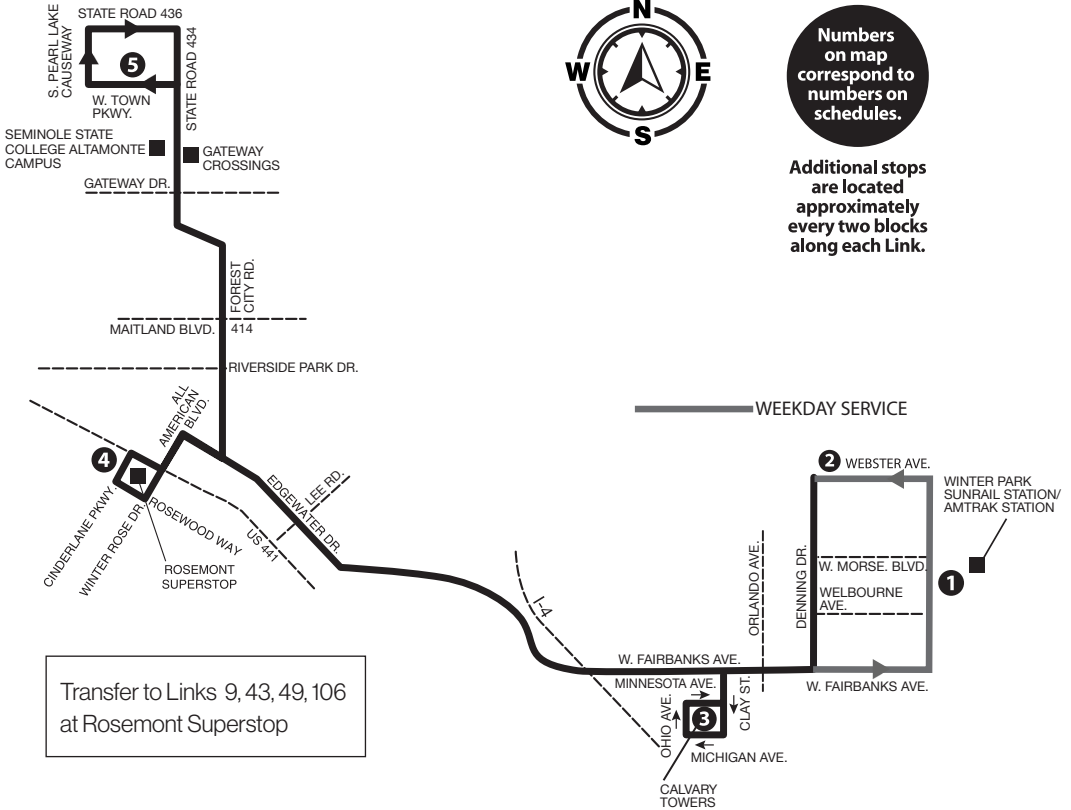 STATE ROAD 436
S. PEARL LAKE
CAUSEWAY
5
STATE ROAD 434
W. TOWN
PKWY.
SEMINOLE STATE
COLLEGE ALTAMONTE
CAMPUS
GATEWAY
CROSSINGS
GATEWAY DR.
N
W
E
S
Numbers
on map
correspond to
numbers on
schedules.
Additional stops
are located
approximately
every two blocks
along each Link.
FOREST
CITY RD.
MAITLAND BLVD.
414
RIVERSIDE PARK DR.
ALL
AMERICAN
BLVD.
4
CINDERLANE PKWY.
WINTER ROSE DR.
ROSEWOOD WAY
ROSEMONT
SUPERSTOP
US 441
EDGEWATER DR.
LEE RD.
WEEKDAY SERVICE
2
WEBSTER AVE.
WINTER PARK
SUNRAIL STATION/
AMTRAK STATION
1
W. MORSE. BLVD.
WELBOURNE
AVE.
DENNING DR.
ORLANDO AVE.
I-4
W. FAIRBANKS AVE.
W. FAIRBANKS AVE.
MINNESOTA AVE.
CLAY ST.
OHIO AVE.
3
MICHIGAN AVE.
CALVARY
TOWERS
Transfer to Links 9, 43, 49, 106
at Rosemont Superstop